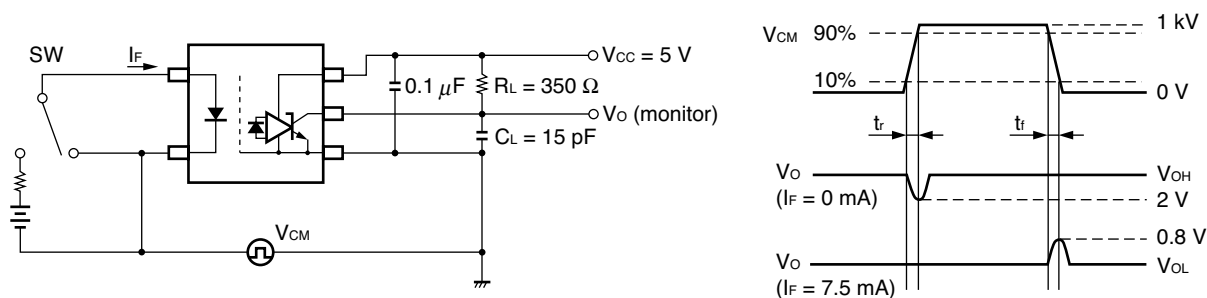 SW
IF
VCC = 5 V
0.1 μF
RL = 350 Ω
VO (monitor)
CL = 15 pF
VCM
VCM 90%
10%
1 kV
0 V
tr
tf
VO
(IF = 0 mA)
VOH
2 V
0.8 V
VO
(IF = 7.5 mA)
VOL